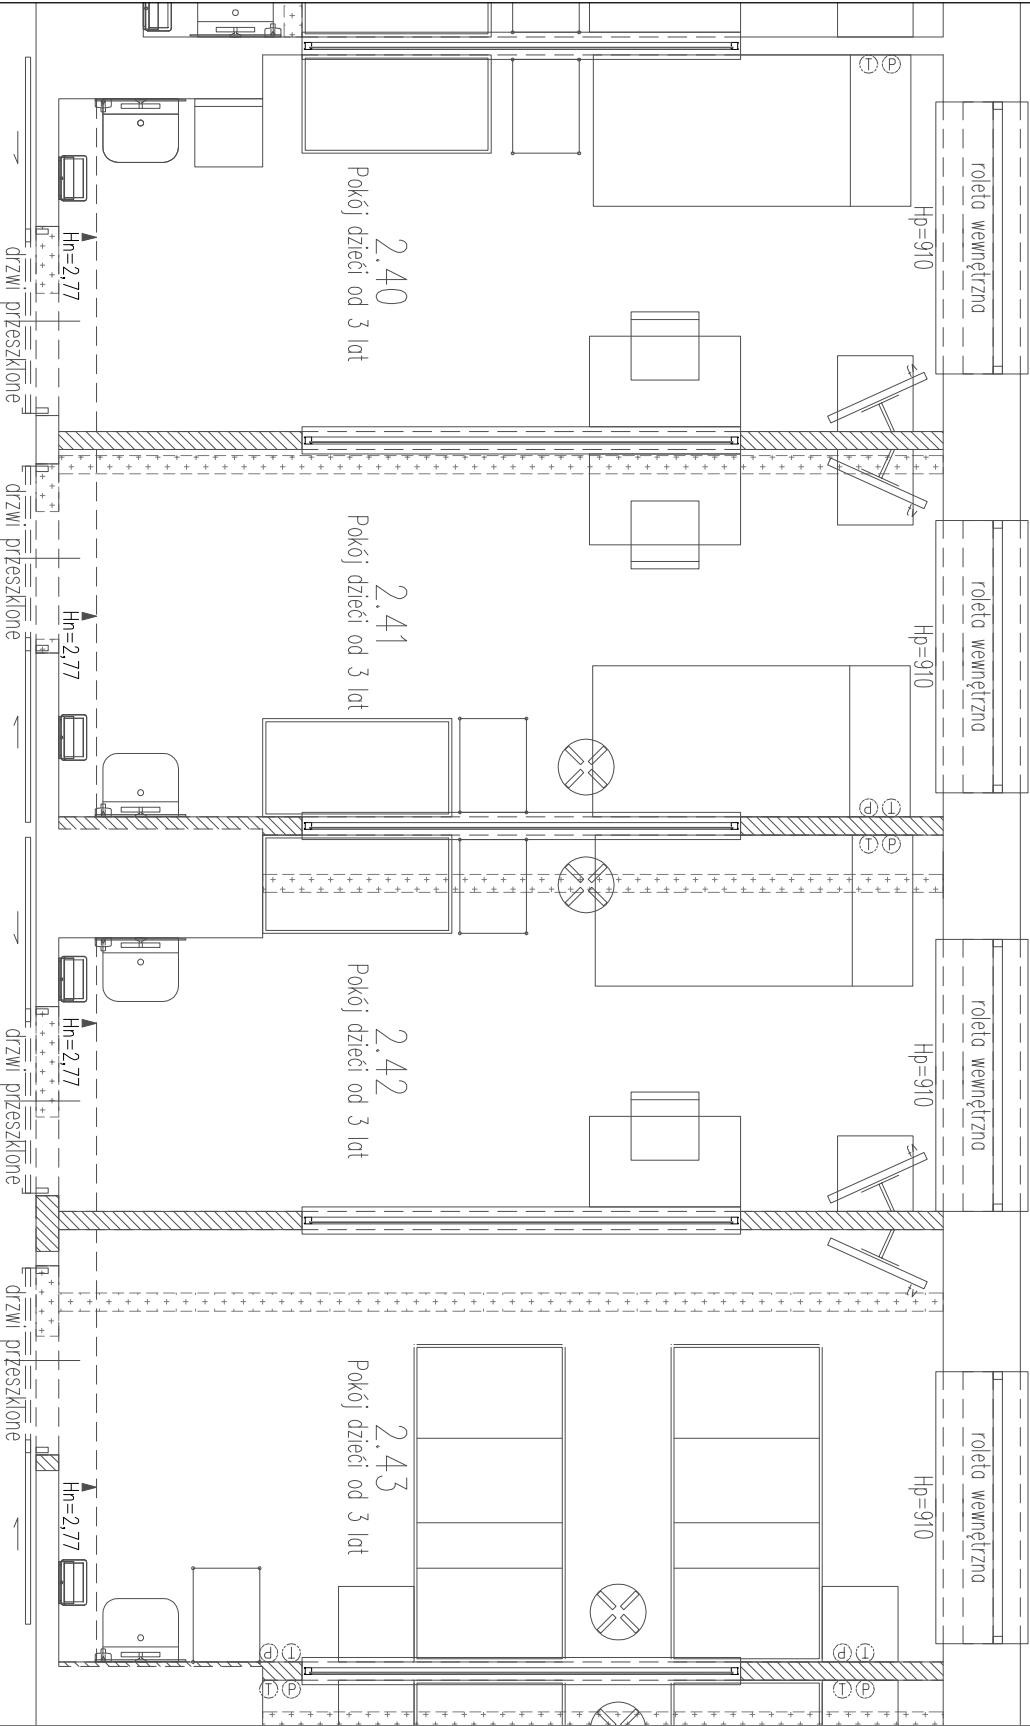 roleta wewnętrzna
Hp=910
T P
2.40
Pokój dzieci od 3 lat
Hn=2,77
drzwi przeszklone
roleta wewnętrzna
Hp=910
2.41
Pokój dzieci od 3 lat
Hn=2,77
drzwi przeszklone
P T
T P
roleta wewnętrzna
Hp=910
2.42
Pokój dzieci od 3 lat
Hn=2,77
drzwi przeszklone
roleta wewnętrzna
Hp=910
2.43
Pokój dzieci od 3 lat
Hn=2,77
drzwi przeszklone
P T
P T
T P
T P